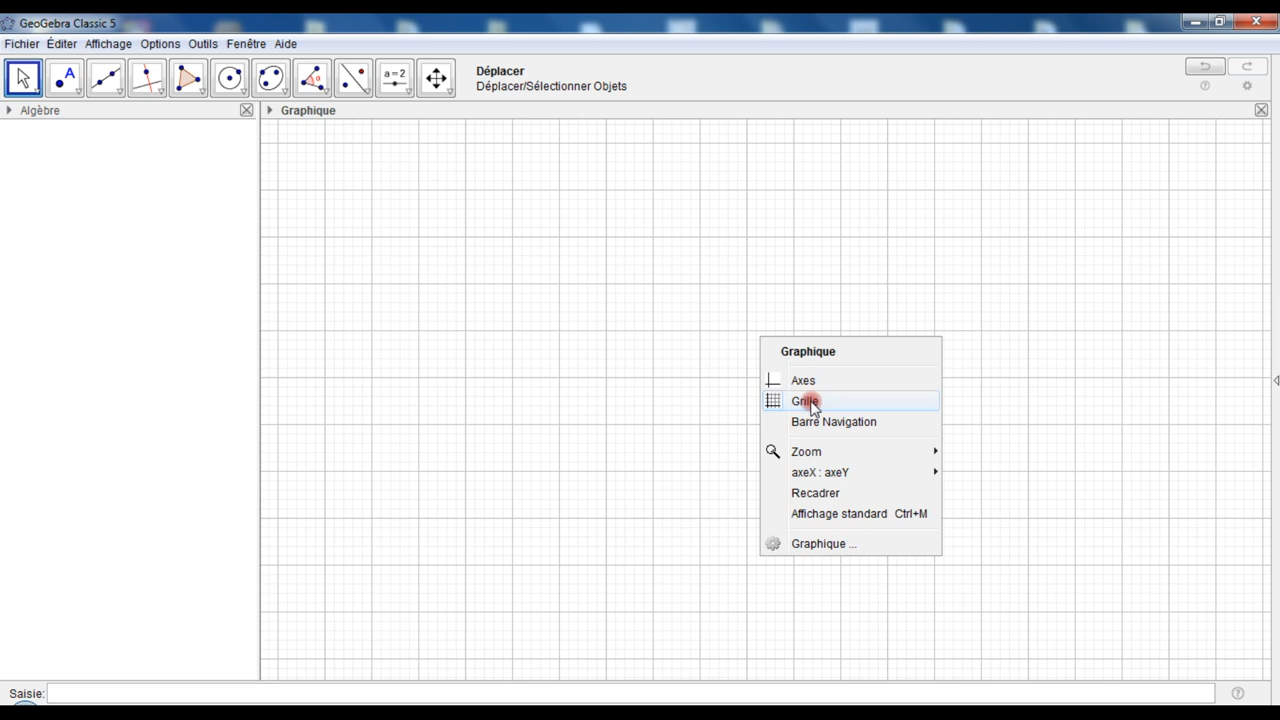 GeoGebra Classic 5
Fichier Éditer Affichage Options Outils Fenêtre Aide
A
α
a=2
Déplacer
Déplacer/Sélectionner Objets
Algèbre
Graphique
Graphique
Axes
Grille
Barre Navigation
Zoom
axeX : axeY
Recadrer
Affichage standard Ctrl+M
Graphique ...
Saisie: